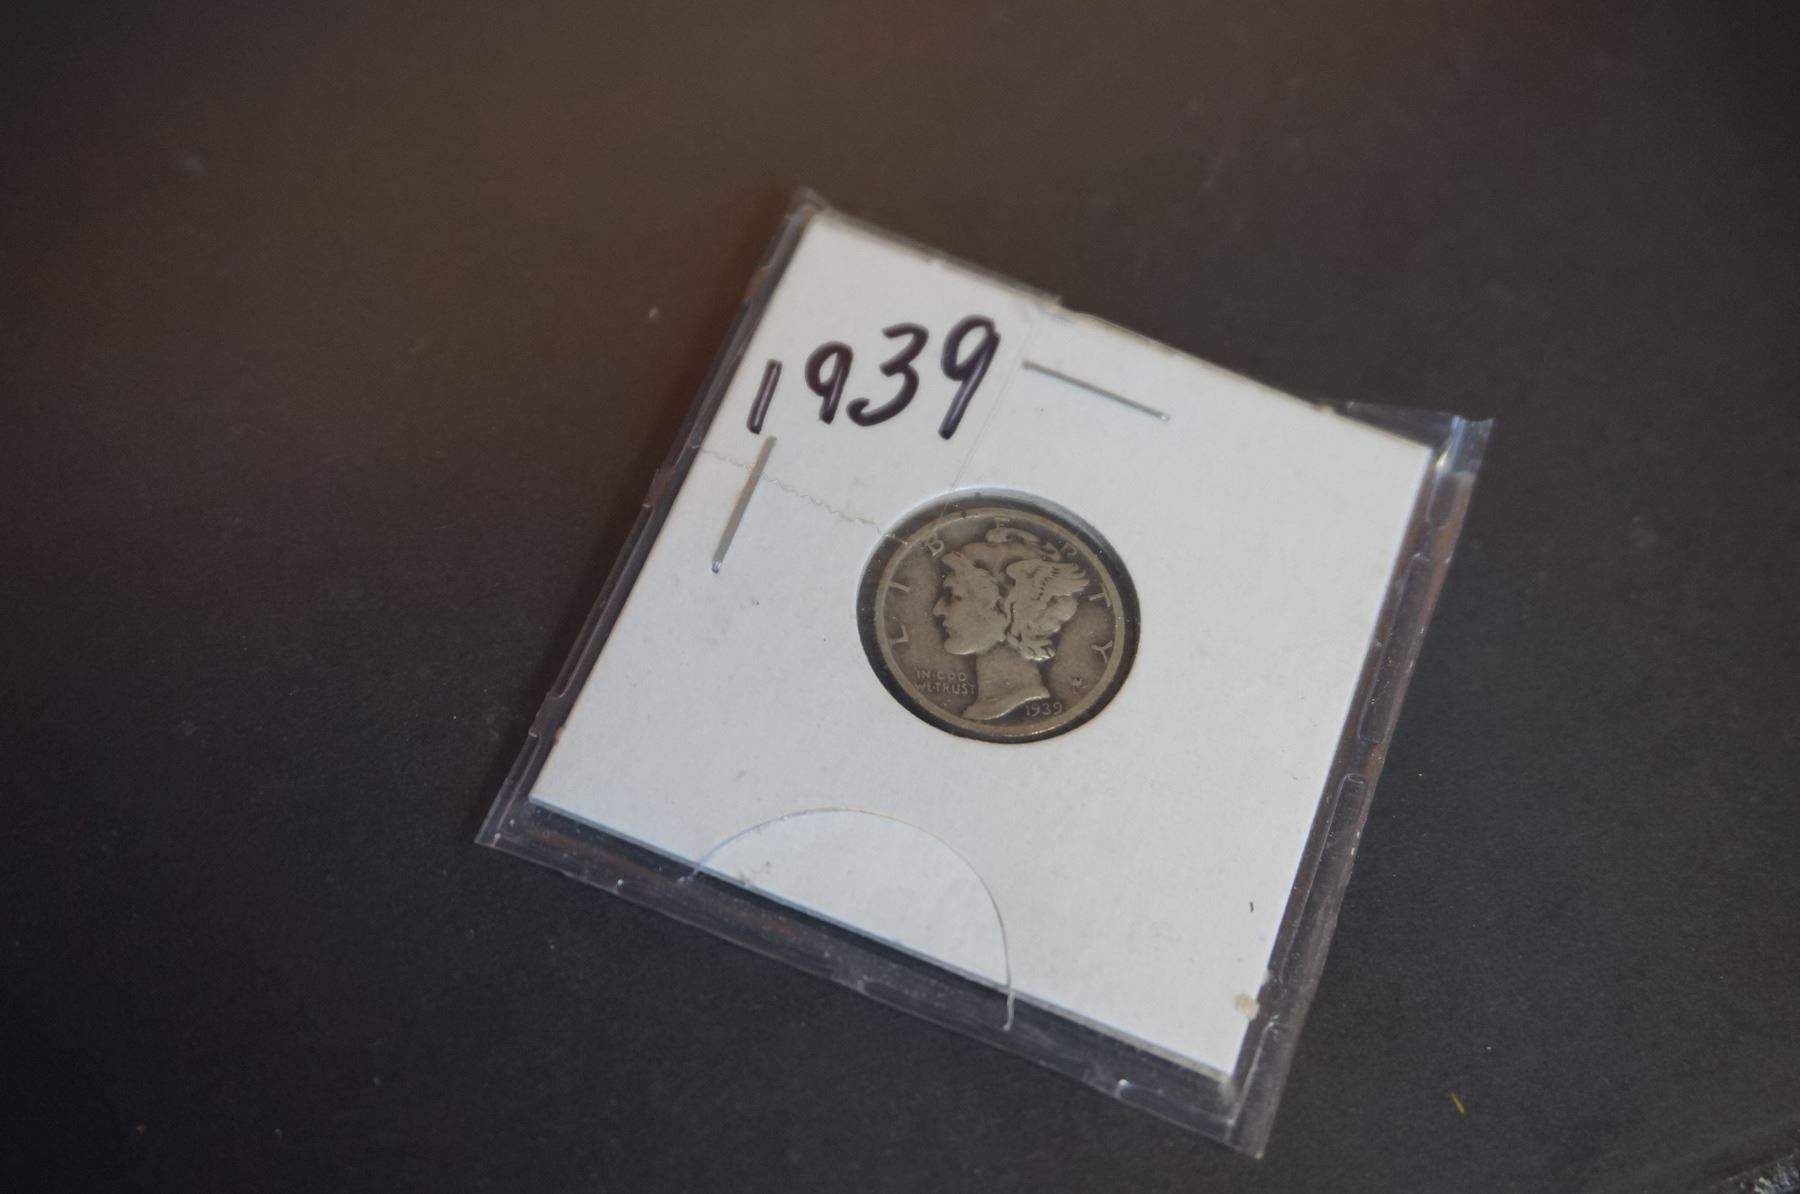 1939
LIBERTY
IN GOD
WE TRUST
1939